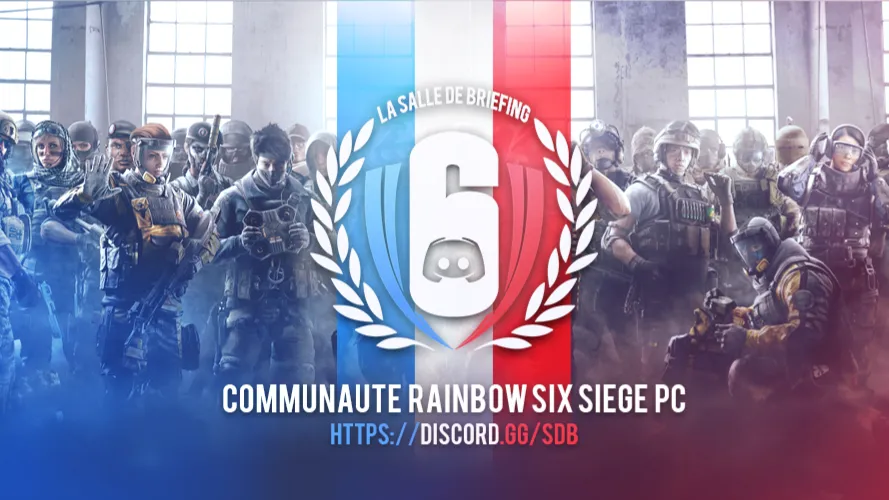 LA SALLE DE BRIEFING
6
COMMUNAUTE RAINBOW SIX SIEGE PC
HTTPS://DISCORD.GG/SDB